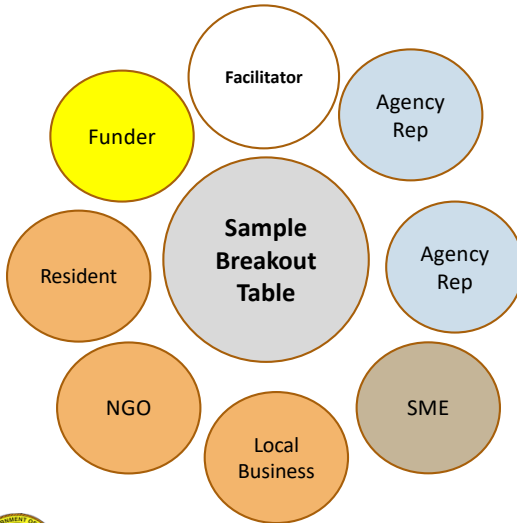 Facilitator
Agency
Rep
Funder
Sample
Breakout
Table
Resident
Agency
Rep
NGO
SME
Local
Business